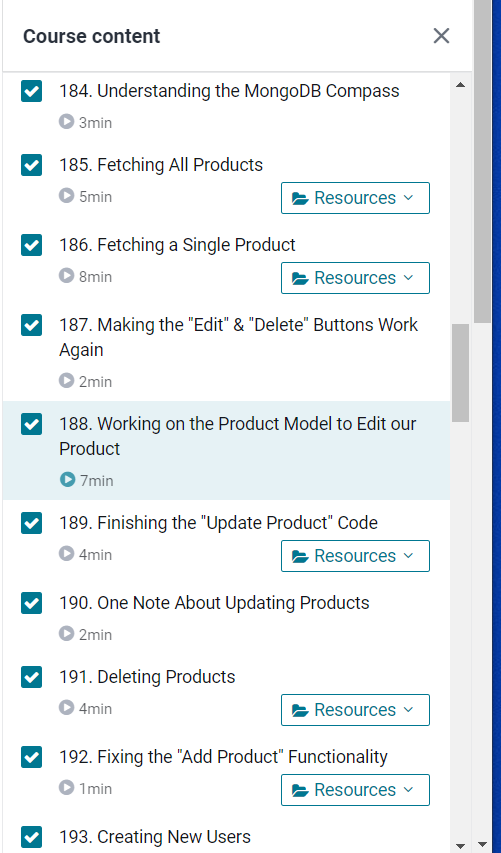 Course content
184. Understanding the MongoDB Compass
3min
185. Fetching All Products
5min
Resources
186. Fetching a Single Product
8min
Resources
187. Making the "Edit" & "Delete" Buttons Work
Again
2min
188. Working on the Product Model to Edit our
Product
7min
189. Finishing the "Update Product" Code
4min
Resources
190. One Note About Updating Products
2min
191. Deleting Products
4min
Resources
192. Fixing the "Add Product" Functionality
1min
Resources
193. Creating New Users